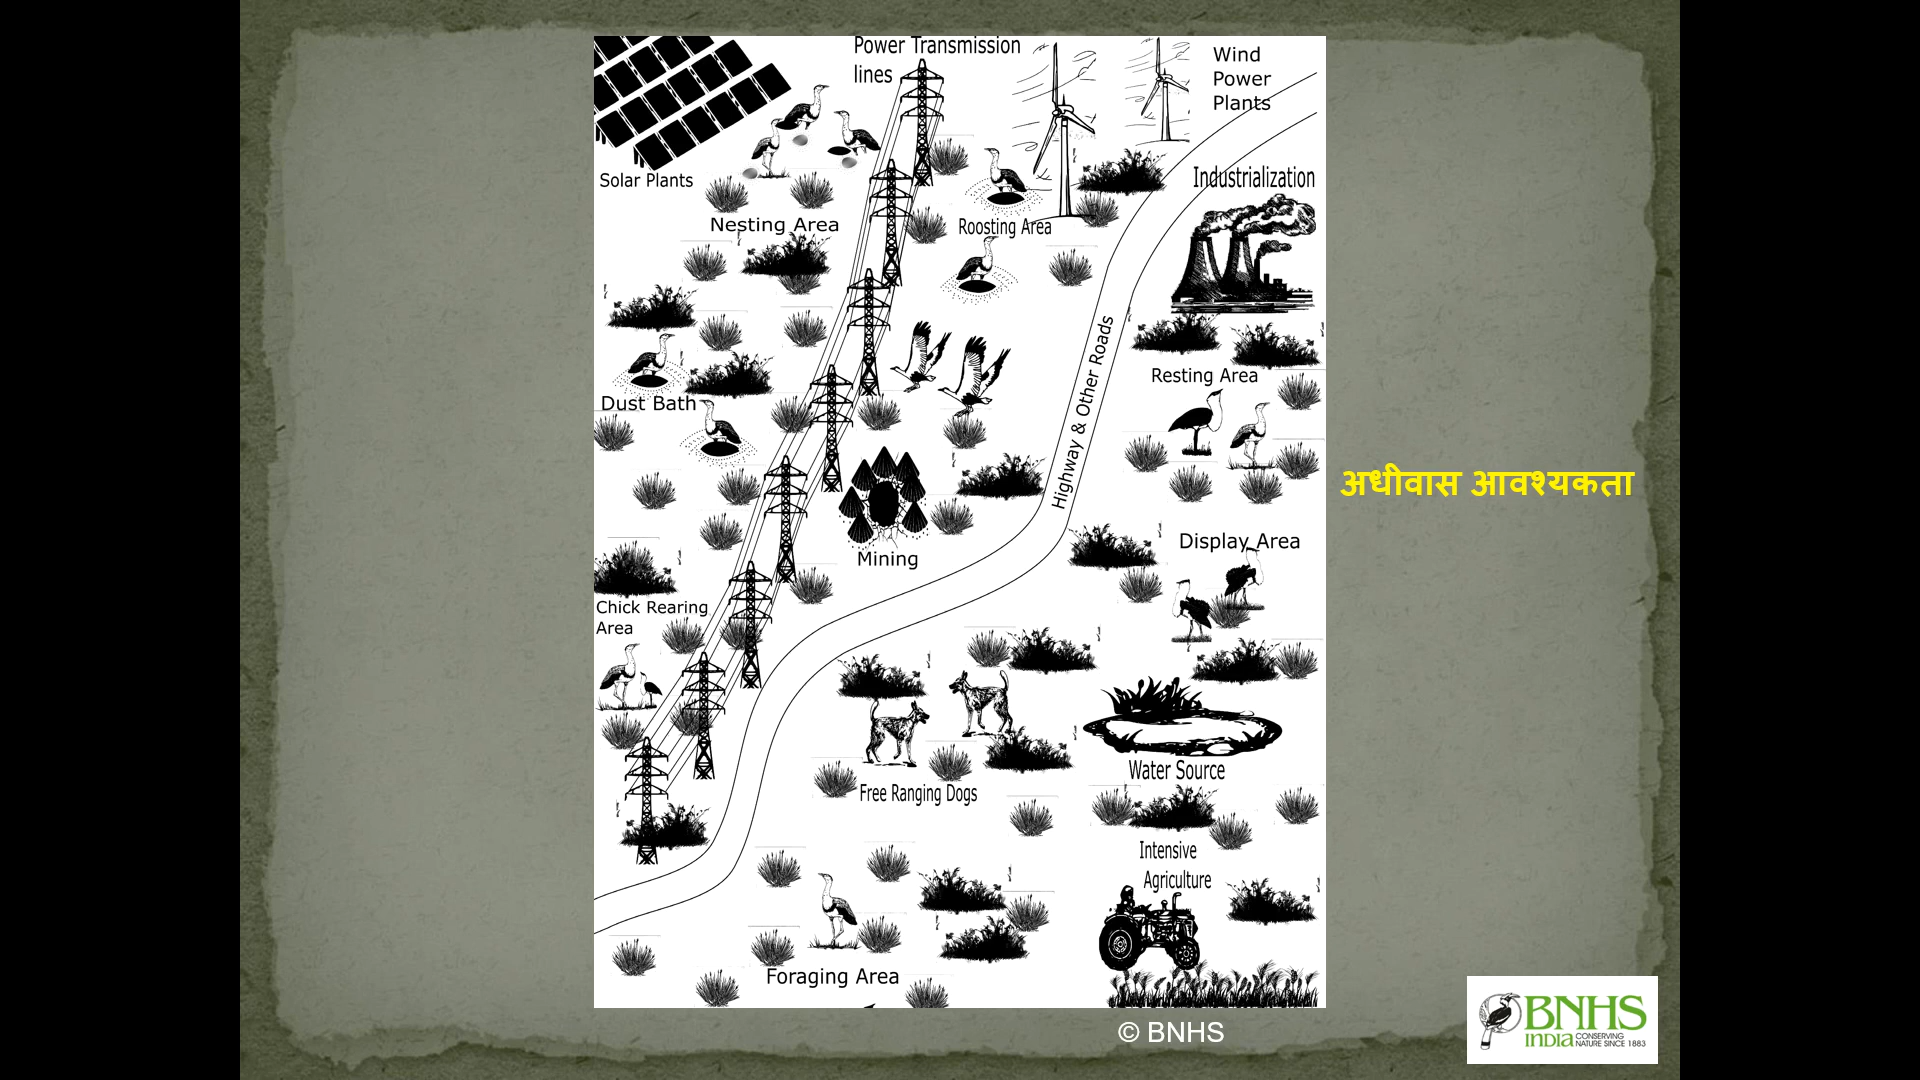 Power Transmission
lines
Wind
Power
Plants
Solar Plants
Industrialization
Nesting Area
Roosting Area
Highway & Other Roads
Resting Area
Dust Bath
अधीवास आवश्यकता
Display Area
Mining
Chick Rearing
Area
Water Source
Free Ranging Dogs
Intensive
Agriculture
Foraging Area
© BNHS
BNHS
INDIA CONSERVING
NATURE SINCE 1883